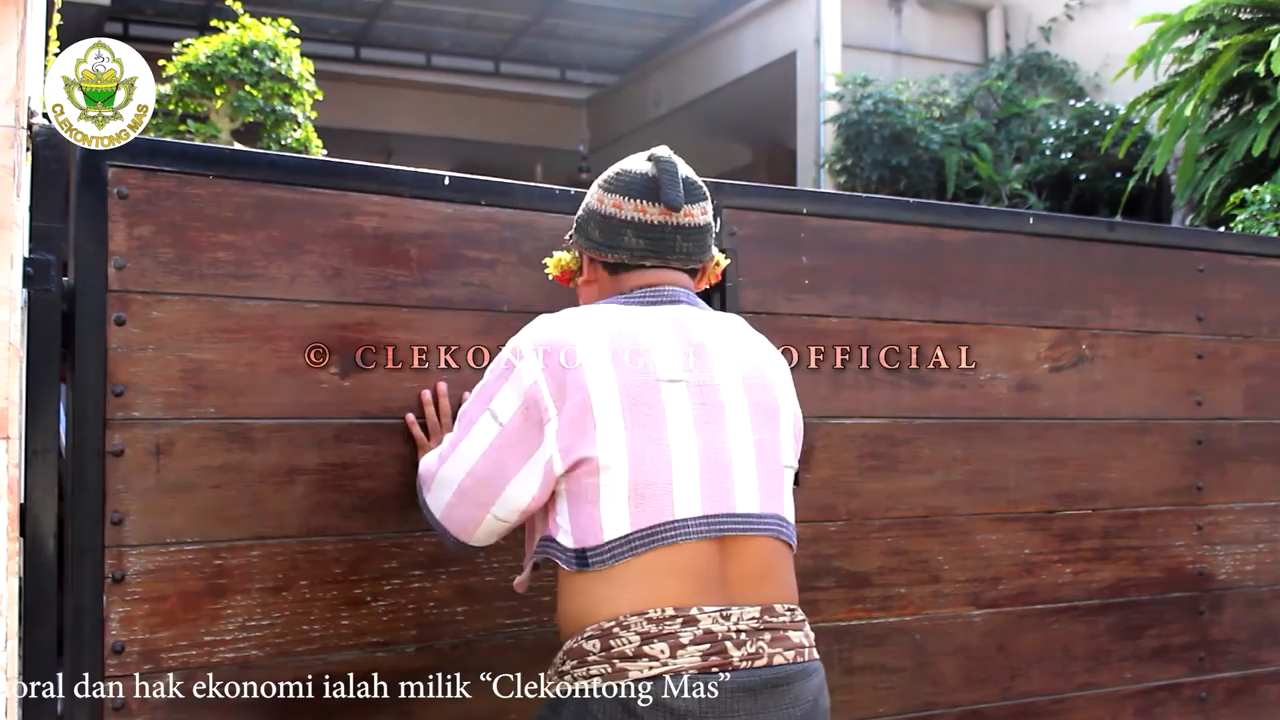 CLEKONTONG MAS
© CLEKONTONG OFFICIAL
oral dan hak ekonomi ialah milik “Clekontong Mas”